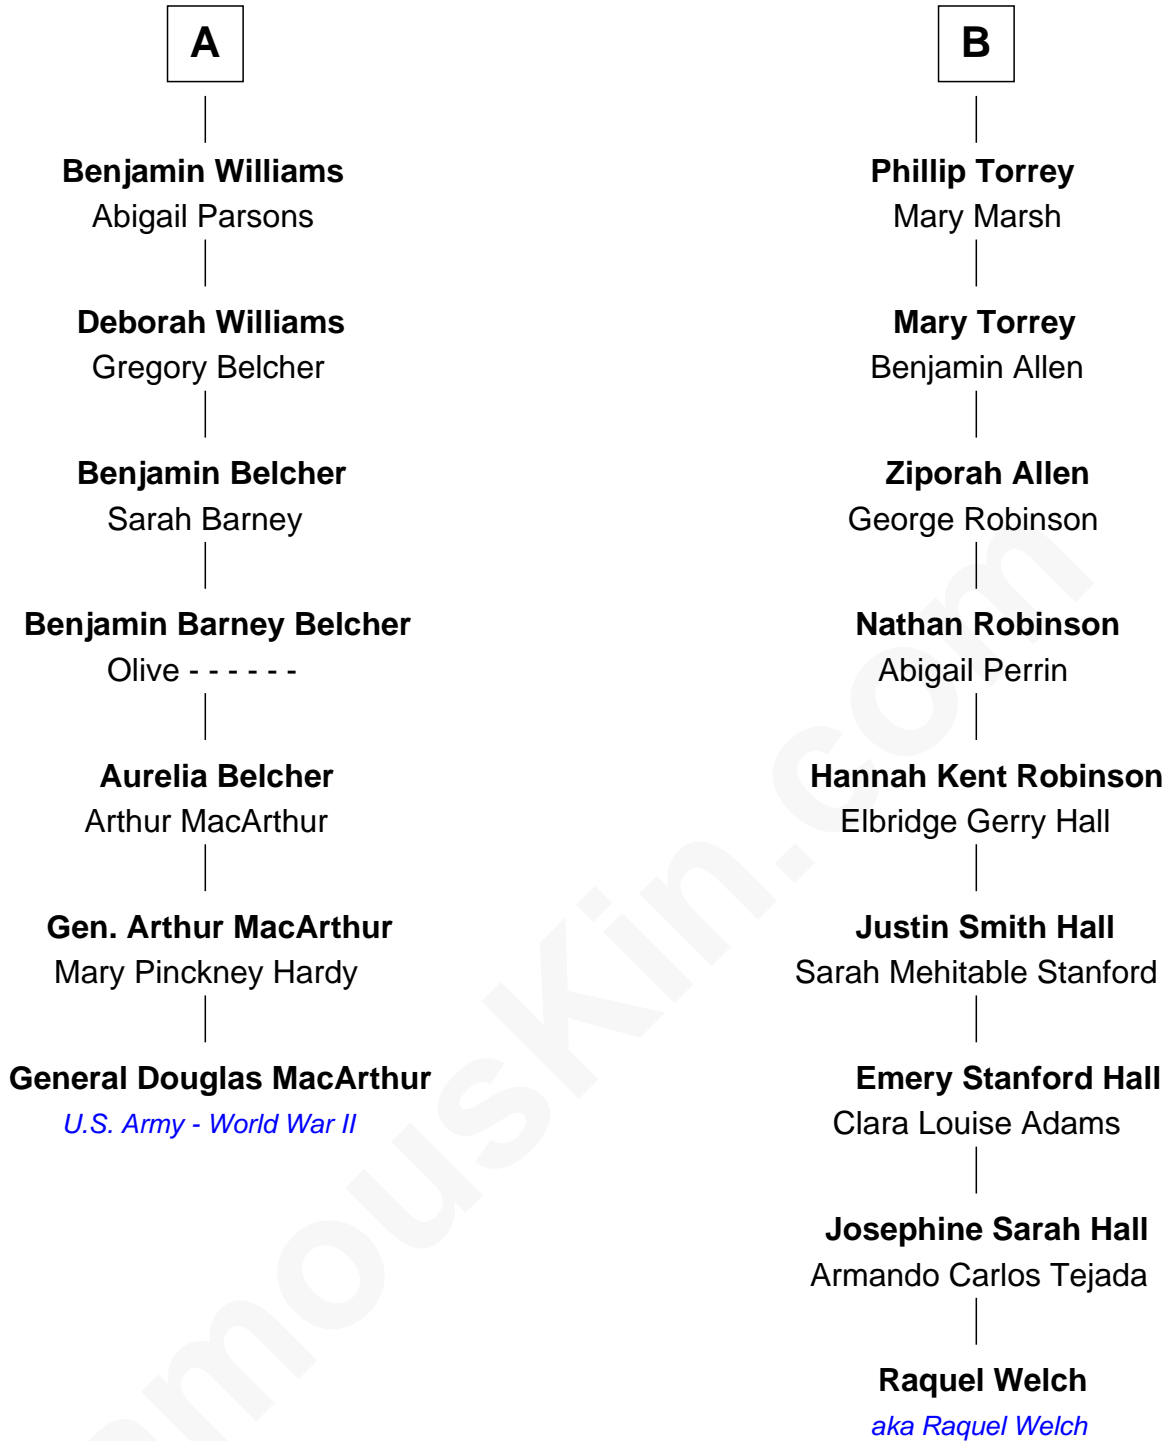 A
Benjamin Williams
Abigail Parsons
Deborah Williams
Gregory Belcher
Benjamin Belcher
Sarah Barney
Benjamin Barney Belcher
Olive - - - - - -
Aurelia Belcher
Arthur MacArthur
Gen. Arthur MacArthur
Mary Pinckney Hardy
General Douglas MacArthur
U.S. Army - World War II
B
Phillip Torrey
Mary Marsh
Mary Torrey
Benjamin Allen
Ziporah Allen
George Robinson
Nathan Robinson
Abigail Perrin
Hannah Kent Robinson
Elbridge Gerry Hall
Justin Smith Hall
Sarah Mehitable Stanford
Emery Stanford Hall
Clara Louise Adams
Josephine Sarah Hall
Armando Carlos Tejada
Raquel Welch
aka Raquel Welch
amousKin.com